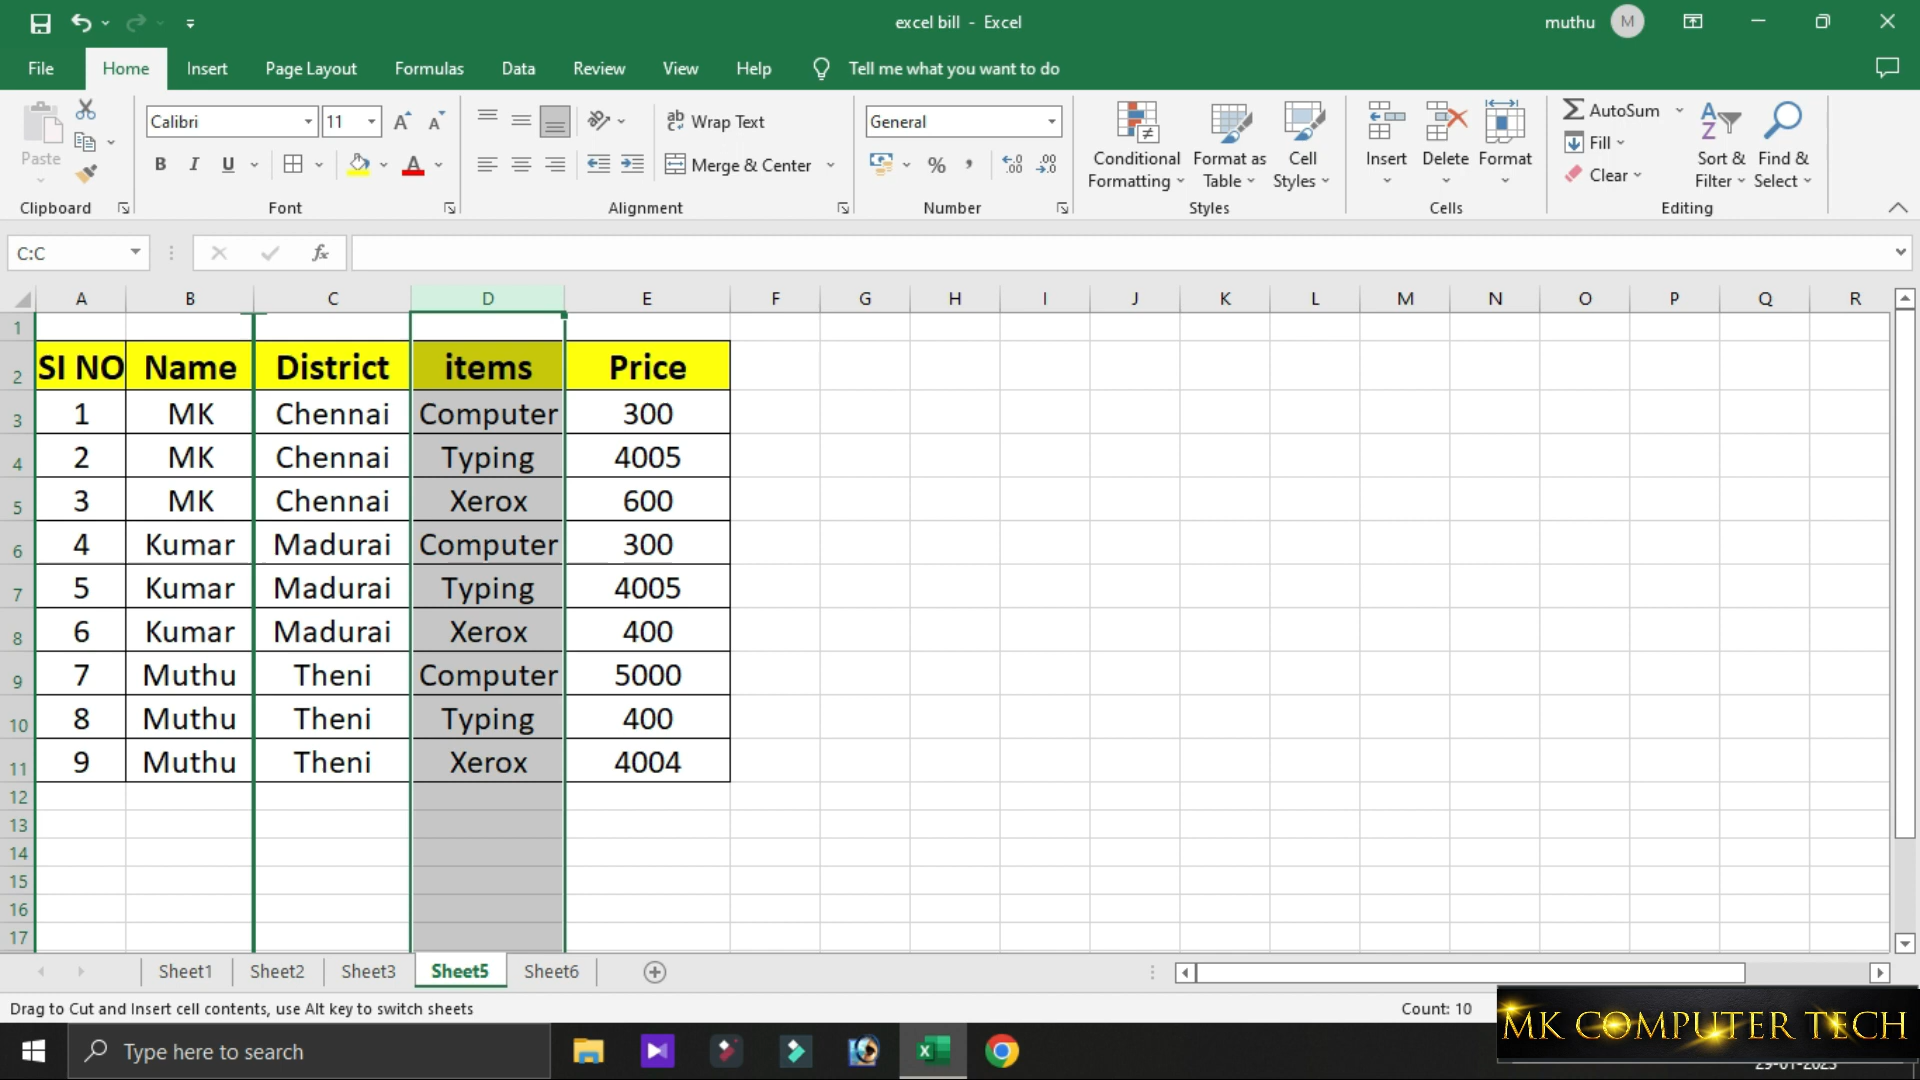 excel bill - Excel
muthu M
File Home Insert Page Layout Formulas Data Review View Help Tell me what you want to do
Paste
Clipboard
Calibri 11
B I U A
Font
ab Wrap Text
Merge & Center
Alignment
General
% , .0 .00 .00 .0
Number
Conditional Formatting
Format as Table
Cell Styles
Styles
Insert Delete Format
Cells
AutoSum
Fill
Clear
Sort & Filter
Find & Select
Editing
C:C fx
A B C D E F G H I J K L M N O P Q R
1
2 SI NO Name District items Price
3 1 MK Chennai Computer 300
4 2 MK Chennai Typing 4005
5 3 MK Chennai Xerox 600
6 4 Kumar Madurai Computer 300
7 5 Kumar Madurai Typing 4005
8 6 Kumar Madurai Xerox 400
9 7 Muthu Theni Computer 5000
10 8 Muthu Theni Typing 400
11 9 Muthu Theni Xerox 4004
12
13
14
15
16
17
Sheet1 Sheet2 Sheet3 Sheet5 Sheet6
Drag to Cut and Insert cell contents, use Alt key to switch sheets Count: 10
MK COMPUTER TECH
Type here to search